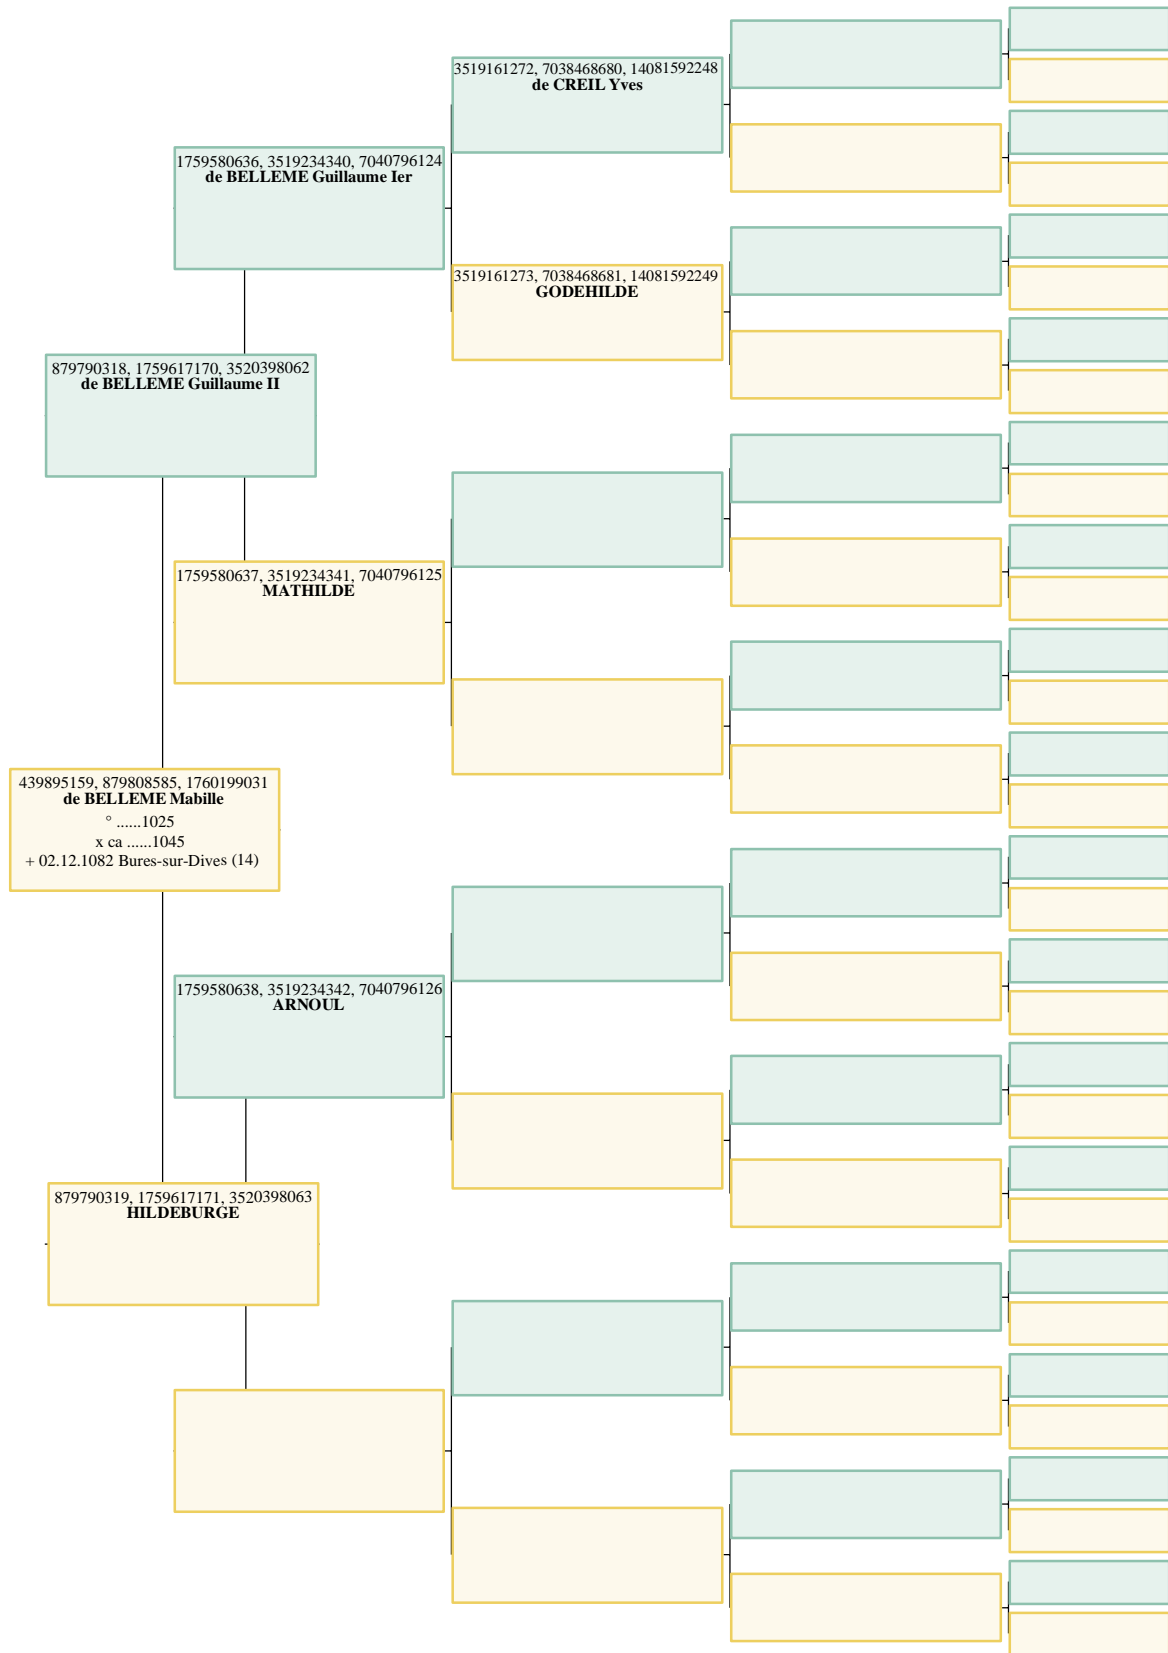 3519161272, 7038468680, 14081592248
de CREIL Yves
1759580636, 3519234340, 7040796124
de BELLEME Guillaume Ier
3519161273, 7038468681, 14081592249
GODEHILDE
879790318, 1759617170, 3520398062
de BELLEME Guillaume II
1759580637, 3519234341, 7040796125
MATHILDE
439895159, 879808585, 1760199031
de BELLEME Mabille
° ......1025
x ca ......1045
+ 02.12.1082 Bures-sur-Dives (14)
1759580638, 3519234342, 7040796126
ARNOUL
879790319, 1759617171, 3520398063
HILDEBURGE